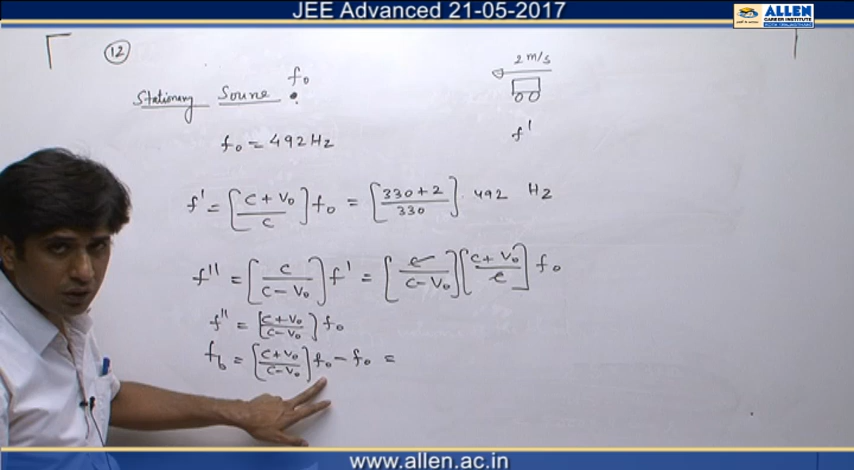 JEE Advanced 21-05-2017
ALLEN
CAREER INSTITUTE
KOTA (RAJASTHAN)
12
f₀
2 m/s
Stationary Source
f₀ = 492 Hz
f'
f' = [C + V₀ / C] f₀ = [330 + 2 / 330] 492 Hz
f'' = [C / C - V₀] f' = [C / C - V₀] [C + V₀ / C] f₀
f'' = [C + V₀ / C - V₀] f₀
f_b = [C + V₀ / C - V₀] f₀ - f₀ =
www.allen.ac.in